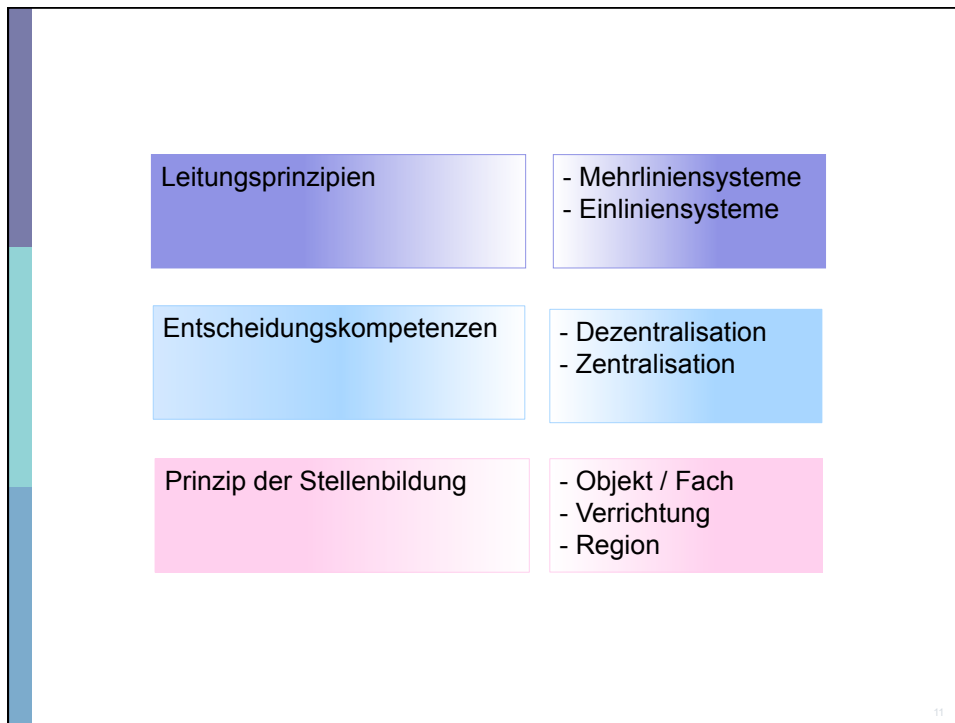 Leitungsprinzipien
- Mehrliniensysteme
- Einliniensysteme
Entscheidungskompetenzen
- Dezentralisation
- Zentralisation
Prinzip der Stellenbildung
- Objekt / Fach
- Verrichtung
- Region
11